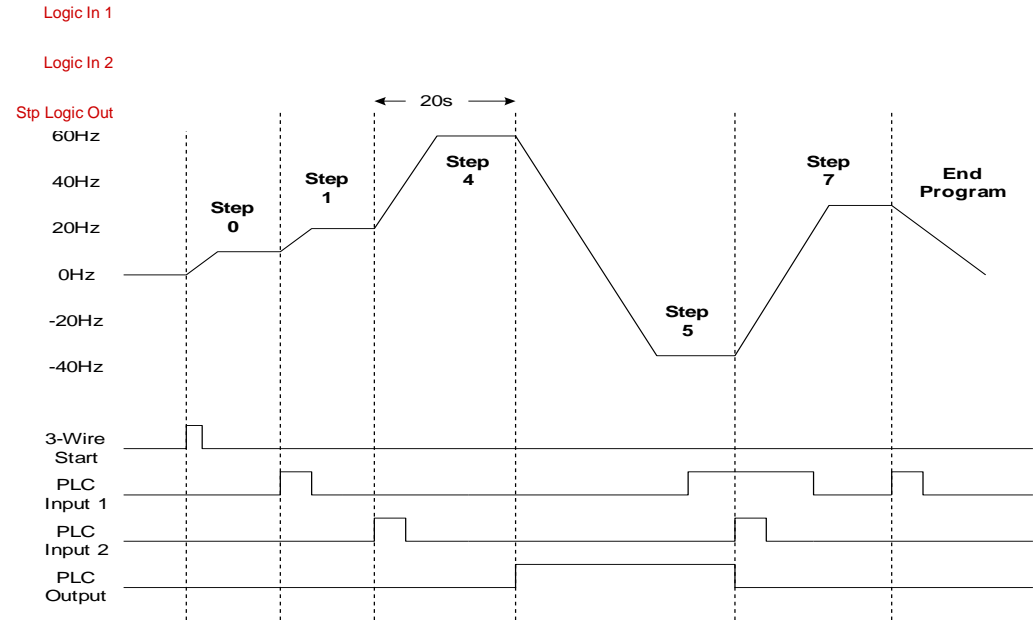 Logic In 1
Logic In 2
Stp Logic Out
20s
60Hz
40Hz
20Hz
0Hz
-20Hz
-40Hz
Step
0
Step
1
Step
4
Step
5
Step
7
End
Program
3-Wire
Start
PLC
Input 1
PLC
Input 2
PLC
Output